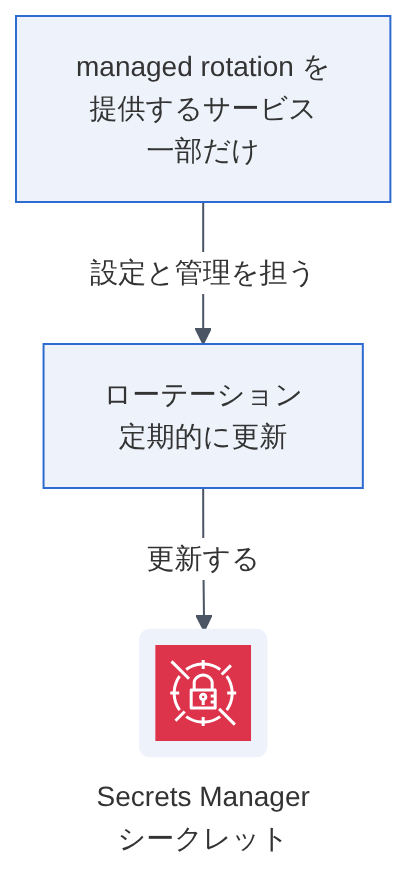 managed rotation を
提供するサービス
一部だけ
設定と管理を担う
ローテーション
定期的に更新
更新する
Secrets Manager
シークレット